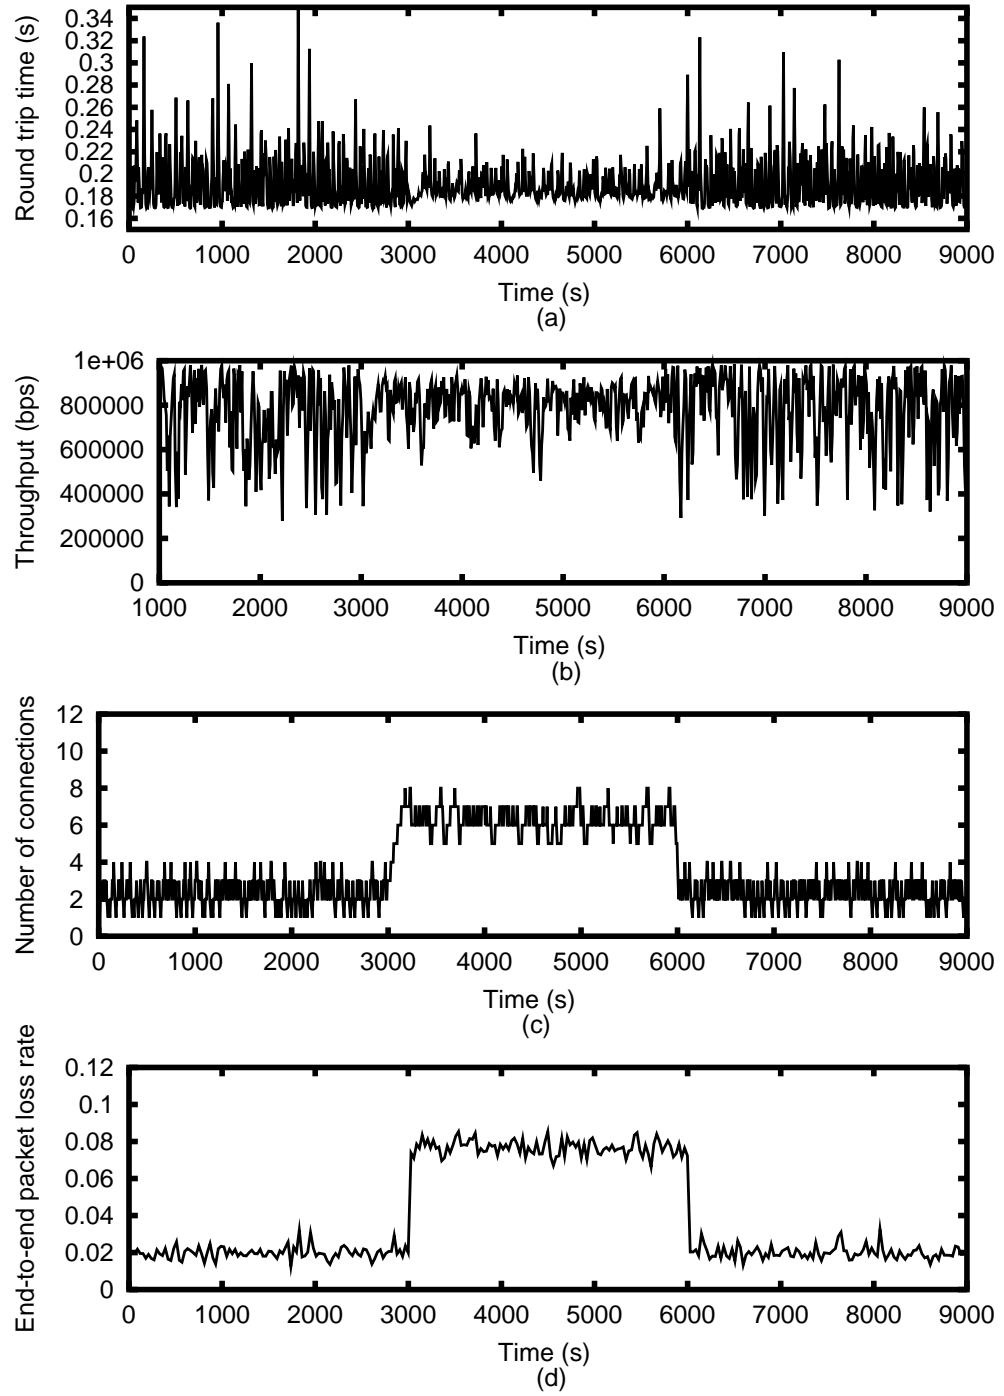 Round trip time (s)
0.34
0.32
0.3
0.28
0.26
0.24
0.22
0.2
0.18
0.16
0 1000 2000 3000 4000 5000 6000 7000 8000 9000
Time (s)
(a)
Throughput (bps)
1e+06
800000
600000
400000
200000
0
1000 2000 3000 4000 5000 6000 7000 8000 9000
Time (s)
(b)
Number of connections
12
10
8
6
4
2
0
0 1000 2000 3000 4000 5000 6000 7000 8000 9000
Time (s)
(c)
End-to-end packet loss rate
0.12
0.1
0.08
0.06
0.04
0.02
0
0 1000 2000 3000 4000 5000 6000 7000 8000 9000
Time (s)
(d)